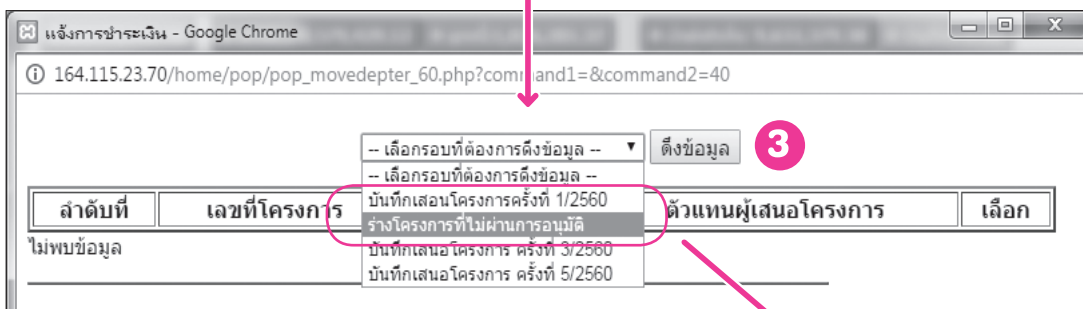 แจ้งการชำระเงิน - Google Chrome
164.115.23.70/home/pop/pop_movedepter_60.php?command1=&command2=40
-- เลือกรอบที่ต้องการดึงข้อมูล -- ดึงข้อมูล 3
-- เลือกรอบที่ต้องการดึงข้อมูล --
บันทึกเสอนโครงการครั้งที่ 1/2560
ลำดับที่ เลขที่โครงการ ตัวแทนผู้เสนอโครงการ เลือก
ร่างโครงการที่ไม่ผ่านการอนุมัติ
ไม่พบข้อมูล
บันทึกเสนอโครงการ ครั้งที่ 3/2560
บันทึกเสนอโครงการ ครั้งที่ 5/2560